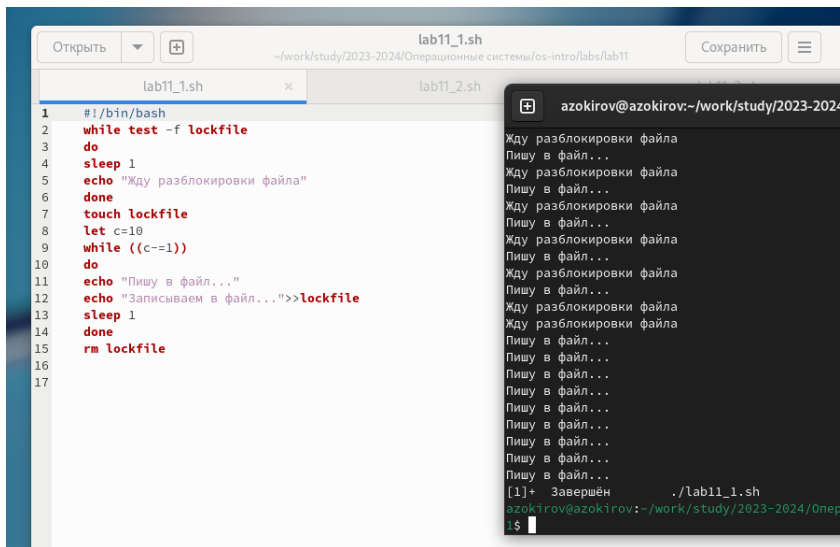 Открыть
lab11_1.sh
~/work/study/2023-2024/Операционные системы/os-intro/labs/lab11
Сохранить
lab11_1.sh ×
lab11_2.sh
1 #!/bin/bash
2 while test -f lockfile
3 do
4 sleep 1
5 echo "Жду разблокировки файла"
6 done
7 touch lockfile
8 let c=10
9 while ((c-=1))
10 do
11 echo "Пишу в файл..."
12 echo "Записываем в файл...">>lockfile
13 sleep 1
14 done
15 rm lockfile
16
17
azokirov@azokirov:~/work/study/2023-2024
Жду разблокировки файла
Пишу в файл...
Жду разблокировки файла
Пишу в файл...
Жду разблокировки файла
Пишу в файл...
Жду разблокировки файла
Пишу в файл...
Жду разблокировки файла
Пишу в файл...
Жду разблокировки файла
Жду разблокировки файла
Пишу в файл...
Пишу в файл...
Пишу в файл...
Пишу в файл...
Пишу в файл...
Пишу в файл...
Пишу в файл...
Пишу в файл...
Пишу в файл...
[1]+ Завершён ./lab11_1.sh
azokirov@azokirov:~/work/study/2023-2024/Опер
1$